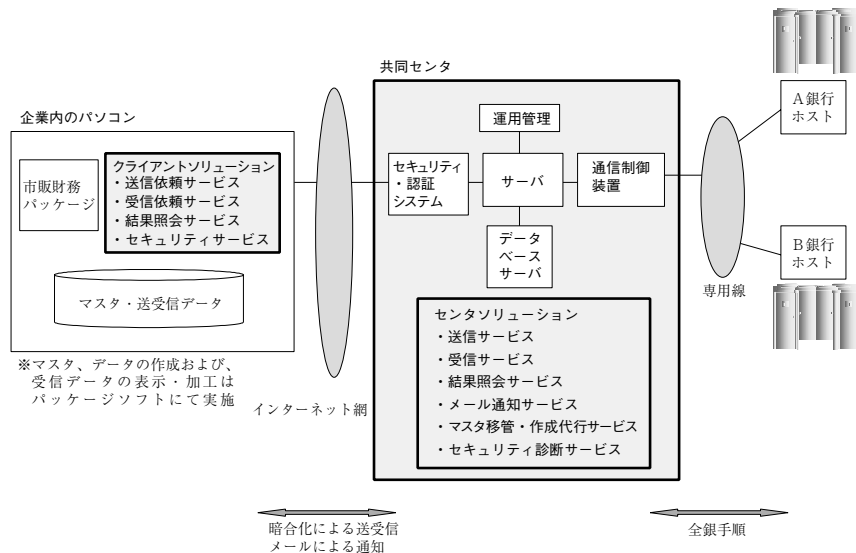 企業内のパソコン
市販財務
パッケージ
クライアントソリューション
・送信依頼サービス
・受信依頼サービス
・結果照会サービス
・セキュリティサービス
マスタ・送受信データ
※マスタ、データの作成および、
受信データの表示・加工は
パッケージソフトにて実施
インターネット網
共同センタ
運用管理
セキュリティ
・認証
システム
サーバ
通信制御
装置
データ
ベース
サーバ
センタソリューション
・送信サービス
・受信サービス
・結果照会サービス
・メール通知サービス
・マスタ移管・作成代行サービス
・セキュリティ診断サービス
A銀行
ホスト
B銀行
ホスト
専用線
暗合化による送受信
メールによる通知
全銀手順